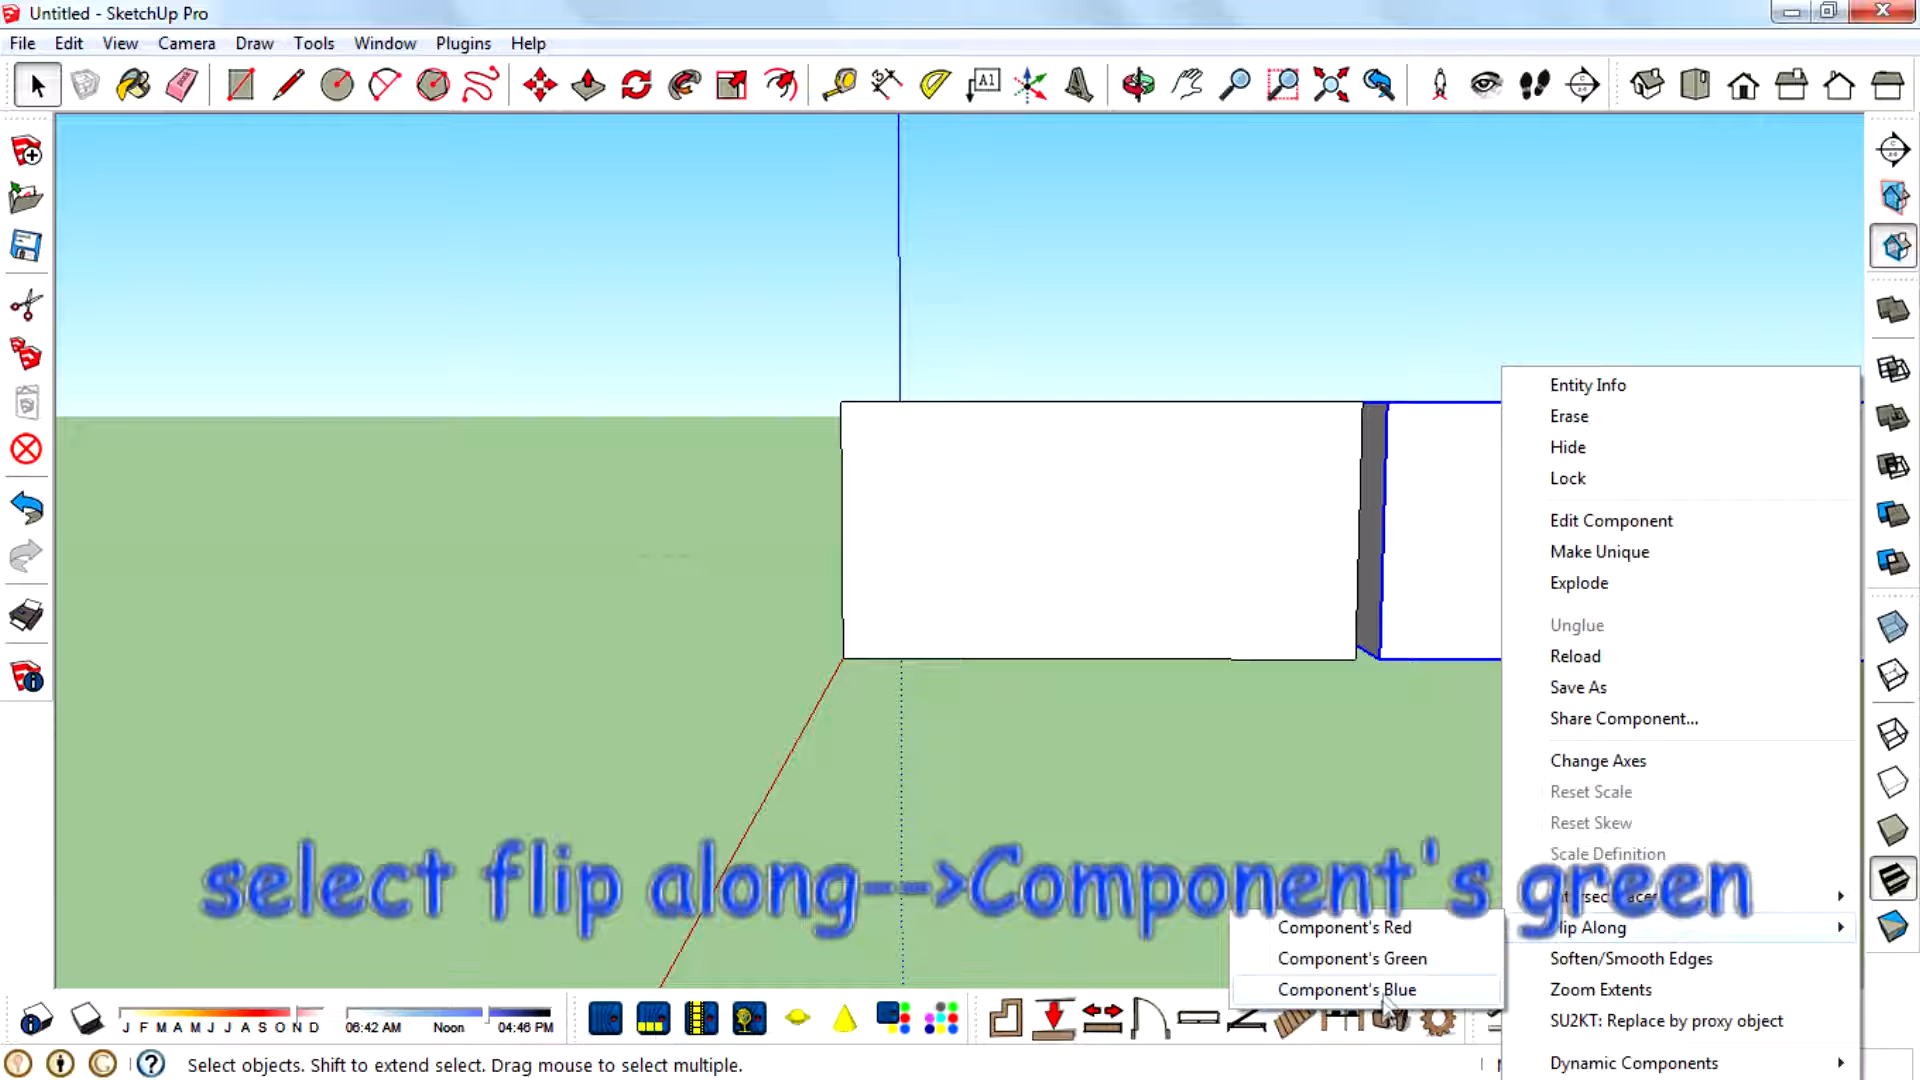 Untitled - SketchUp Pro
File Edit View Camera Draw Tools Window Plugins Help
A1
Entity Info
Erase
Hide
Lock
Edit Component
Make Unique
Explode
Unglue
Reload
Save As
Share Component...
Change Axes
Reset Scale
Reset Skew
Scale Definition
select flip along--->Component's green
Flip Along
Component's Red
Component's Green
Component's Blue
Soften/Smooth Edges
Zoom Extents
SU2KT: Replace by proxy object
Dynamic Components
J F M A M J J A S O N D
06:42 AM Noon 04:46 PM
Select objects. Shift to extend select. Drag mouse to select multiple.